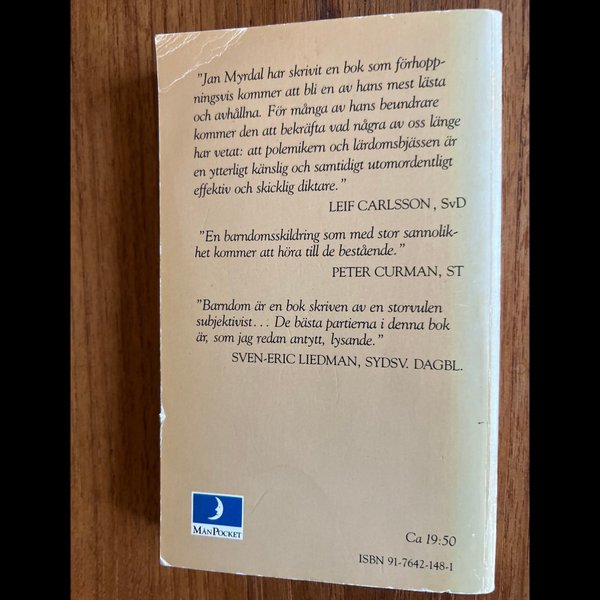 "Jan Myrdal har skrivit en bok som förhopp-
ningsvis kommer att bli en av hans mest lästa
och avhållna. För många av hans beundrare
kommer den att bekräfta vad några av oss länge
har vetat: att polemikern och lärdomsbjässen är
en ytterligt känslig och samtidigt utomordentligt
effektiv och skicklig diktare."
LEIF CARLSSON, SvD
"En barndomsskildring som med stor sannolik-
het kommer att höra till de bestående."
PETER CURMAN, ST
"Barndom är en bok skriven av en storvulen
subjektivist... De bästa partierna i denna bok
är, som jag redan antytt, lysande."
SVEN-ERIC LIEDMAN, SYDSV. DAGBL.
MÅNPOCKET
Ca 19:50
ISBN 91-7642-148-1